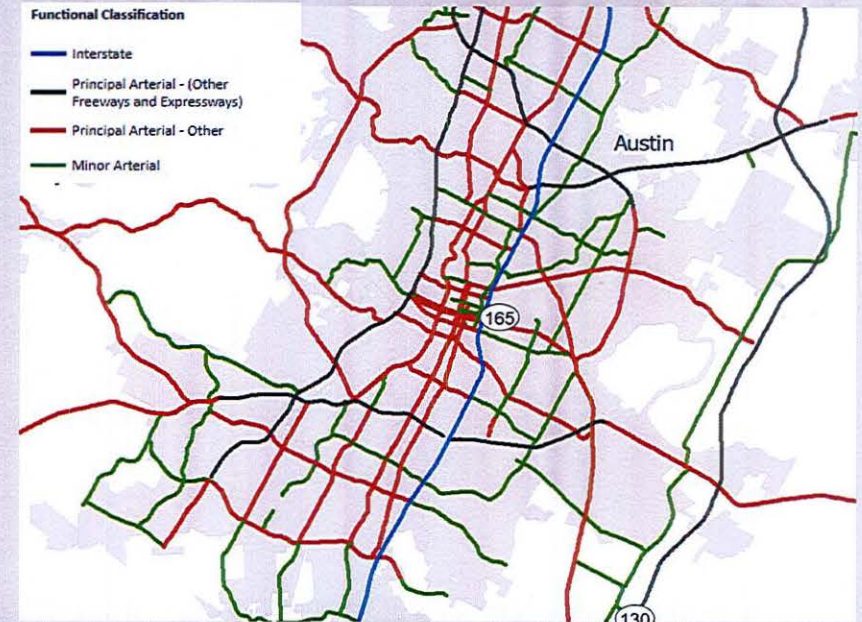 Functional Classification
Interstate
Principal Arterial - (Other
Freeways and Expressways)
Principal Arterial - Other
Minor Arterial
Austin
165
130